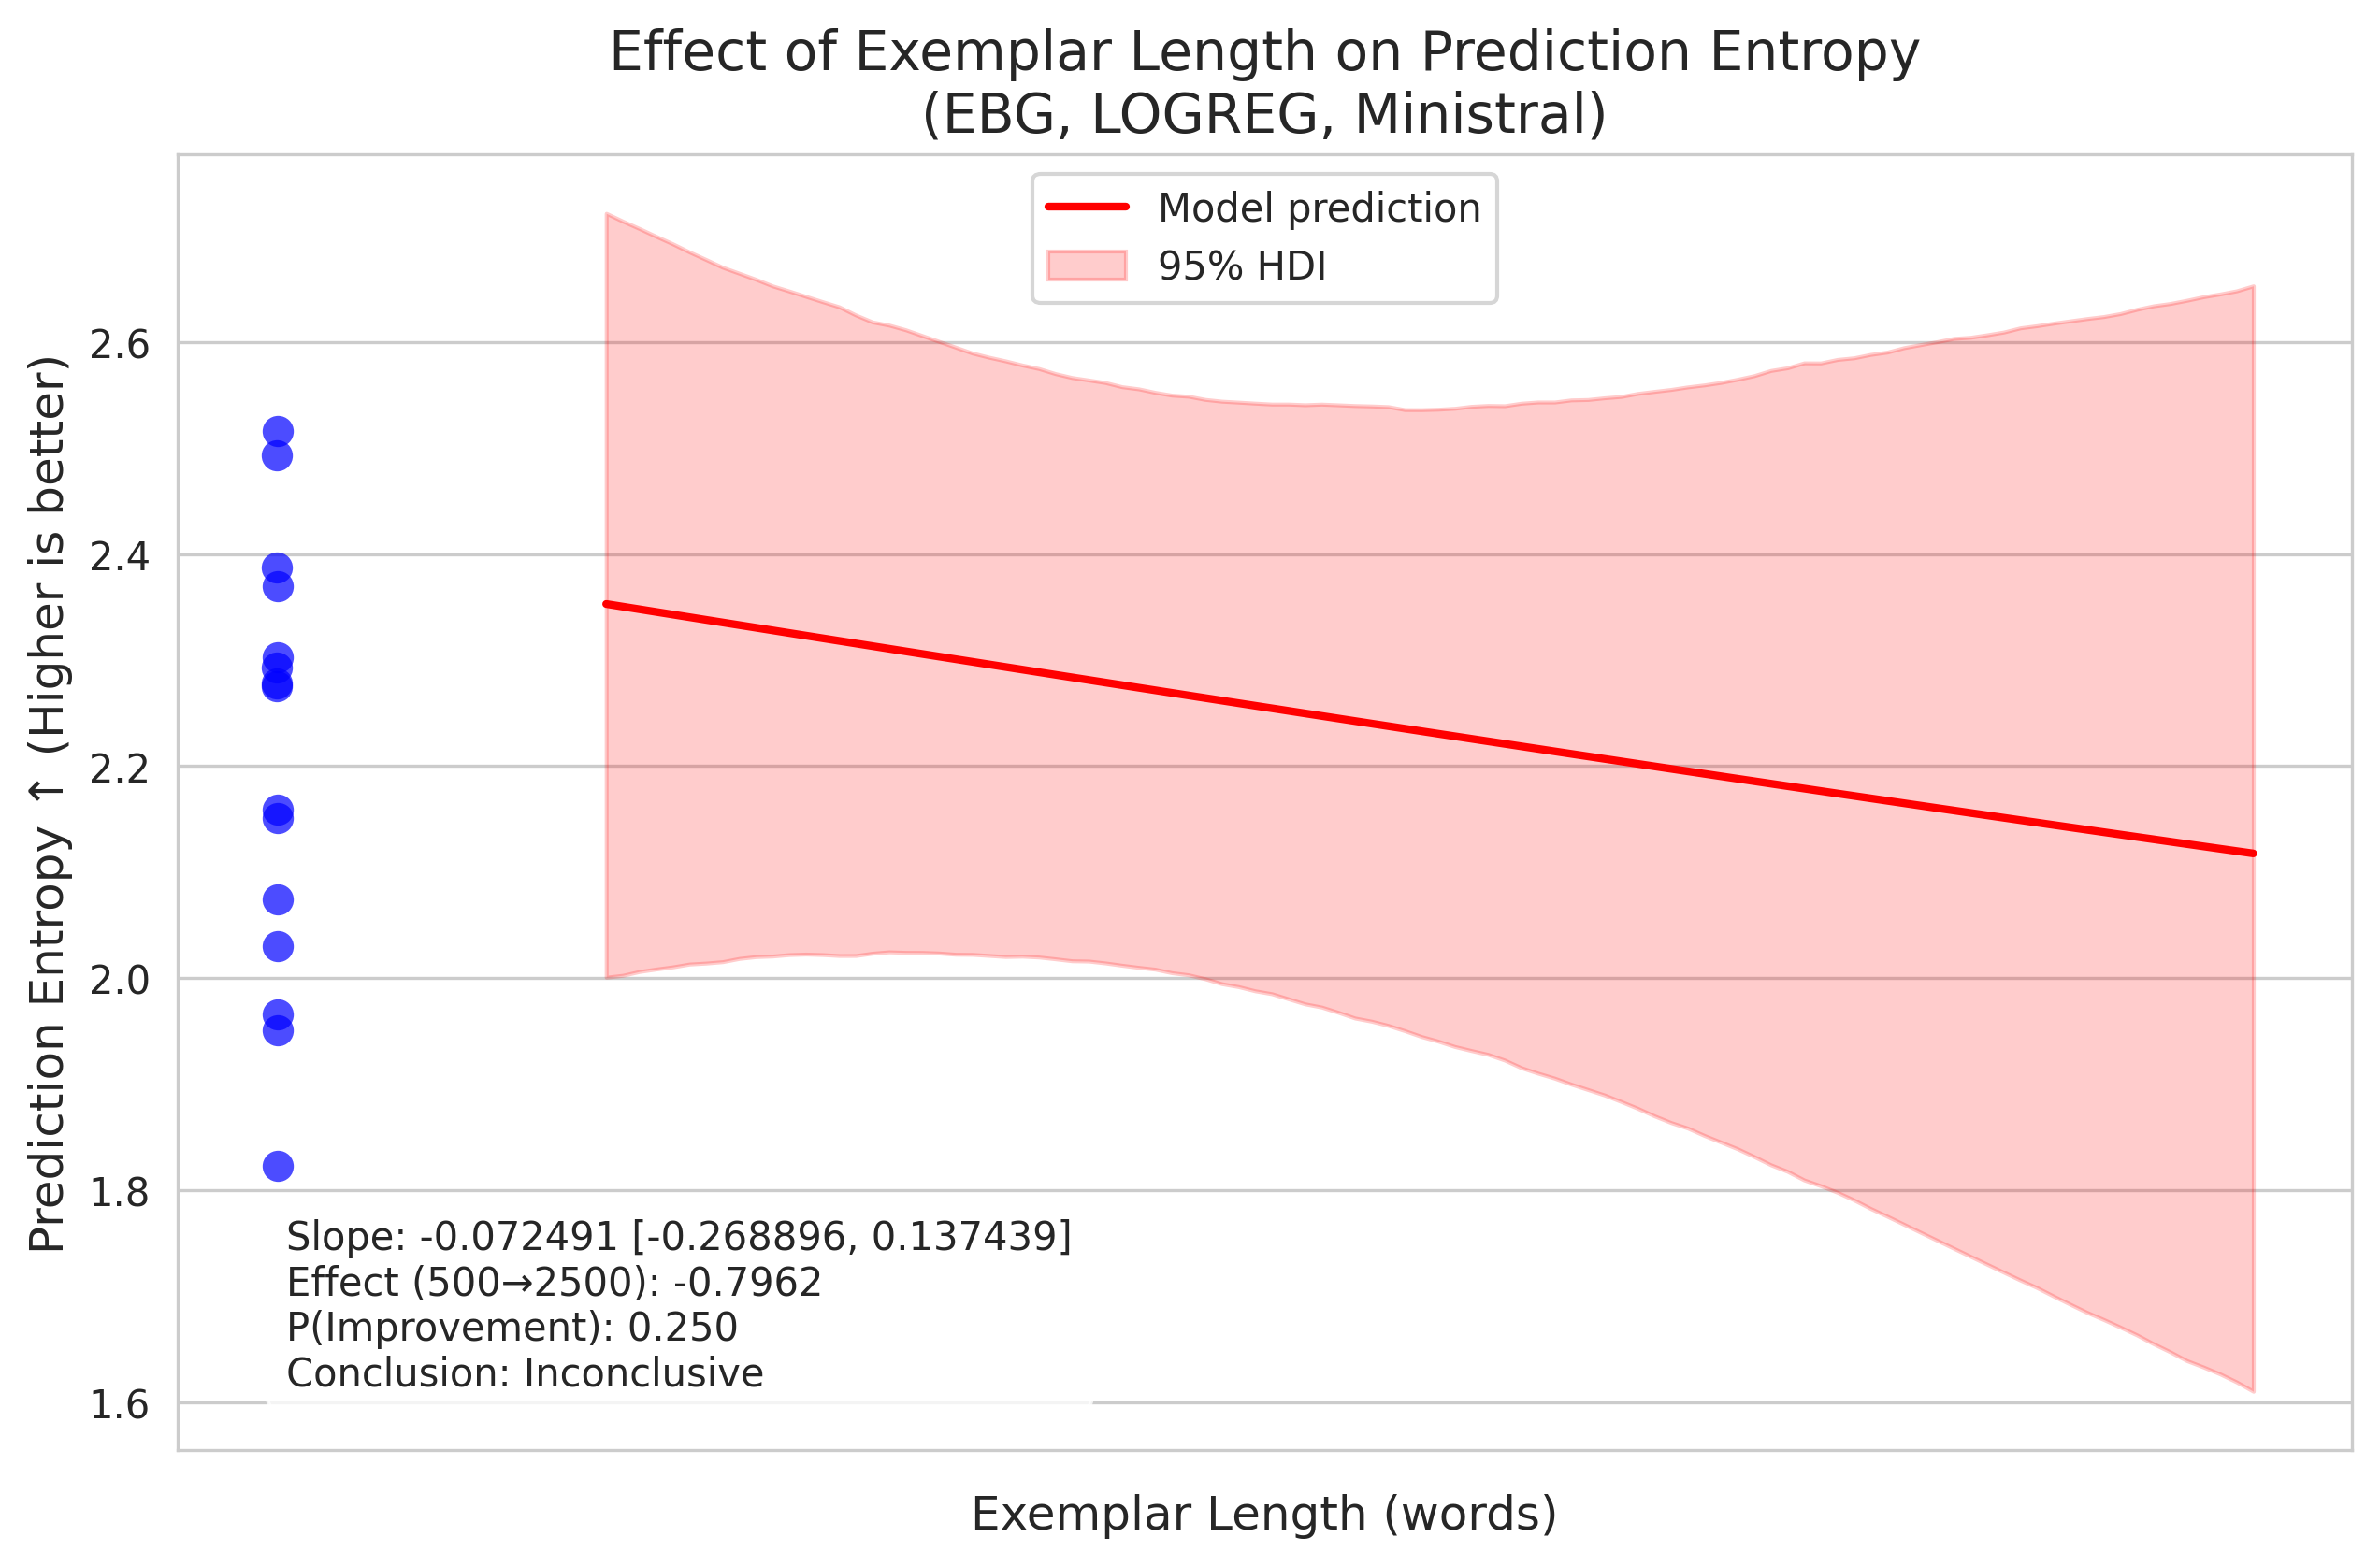 Effect of Exemplar Length on Prediction Entropy
(EBG, LOGREG, Ministral)
Model prediction
95% HDI
Prediction Entropy ↑ (Higher is better)
2.6
2.4
2.2
2.0
1.8
1.6
Slope: -0.072491 [-0.268896, 0.137439]
Effect (500→2500): -0.7962
P(Improvement): 0.250
Conclusion: Inconclusive
Exemplar Length (words)